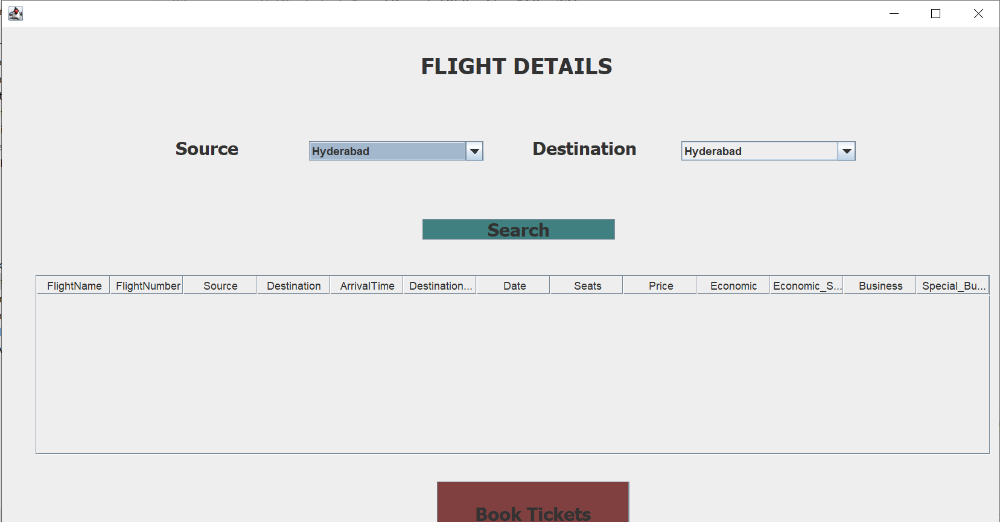 FLIGHT DETAILS
Source Hyderabad Destination Hyderabad
Search
FlightName FlightNumber Source Destination ArrivalTime Destination... Date Seats Price Economic Economic_S... Business Special_Bu...
Book Tickets